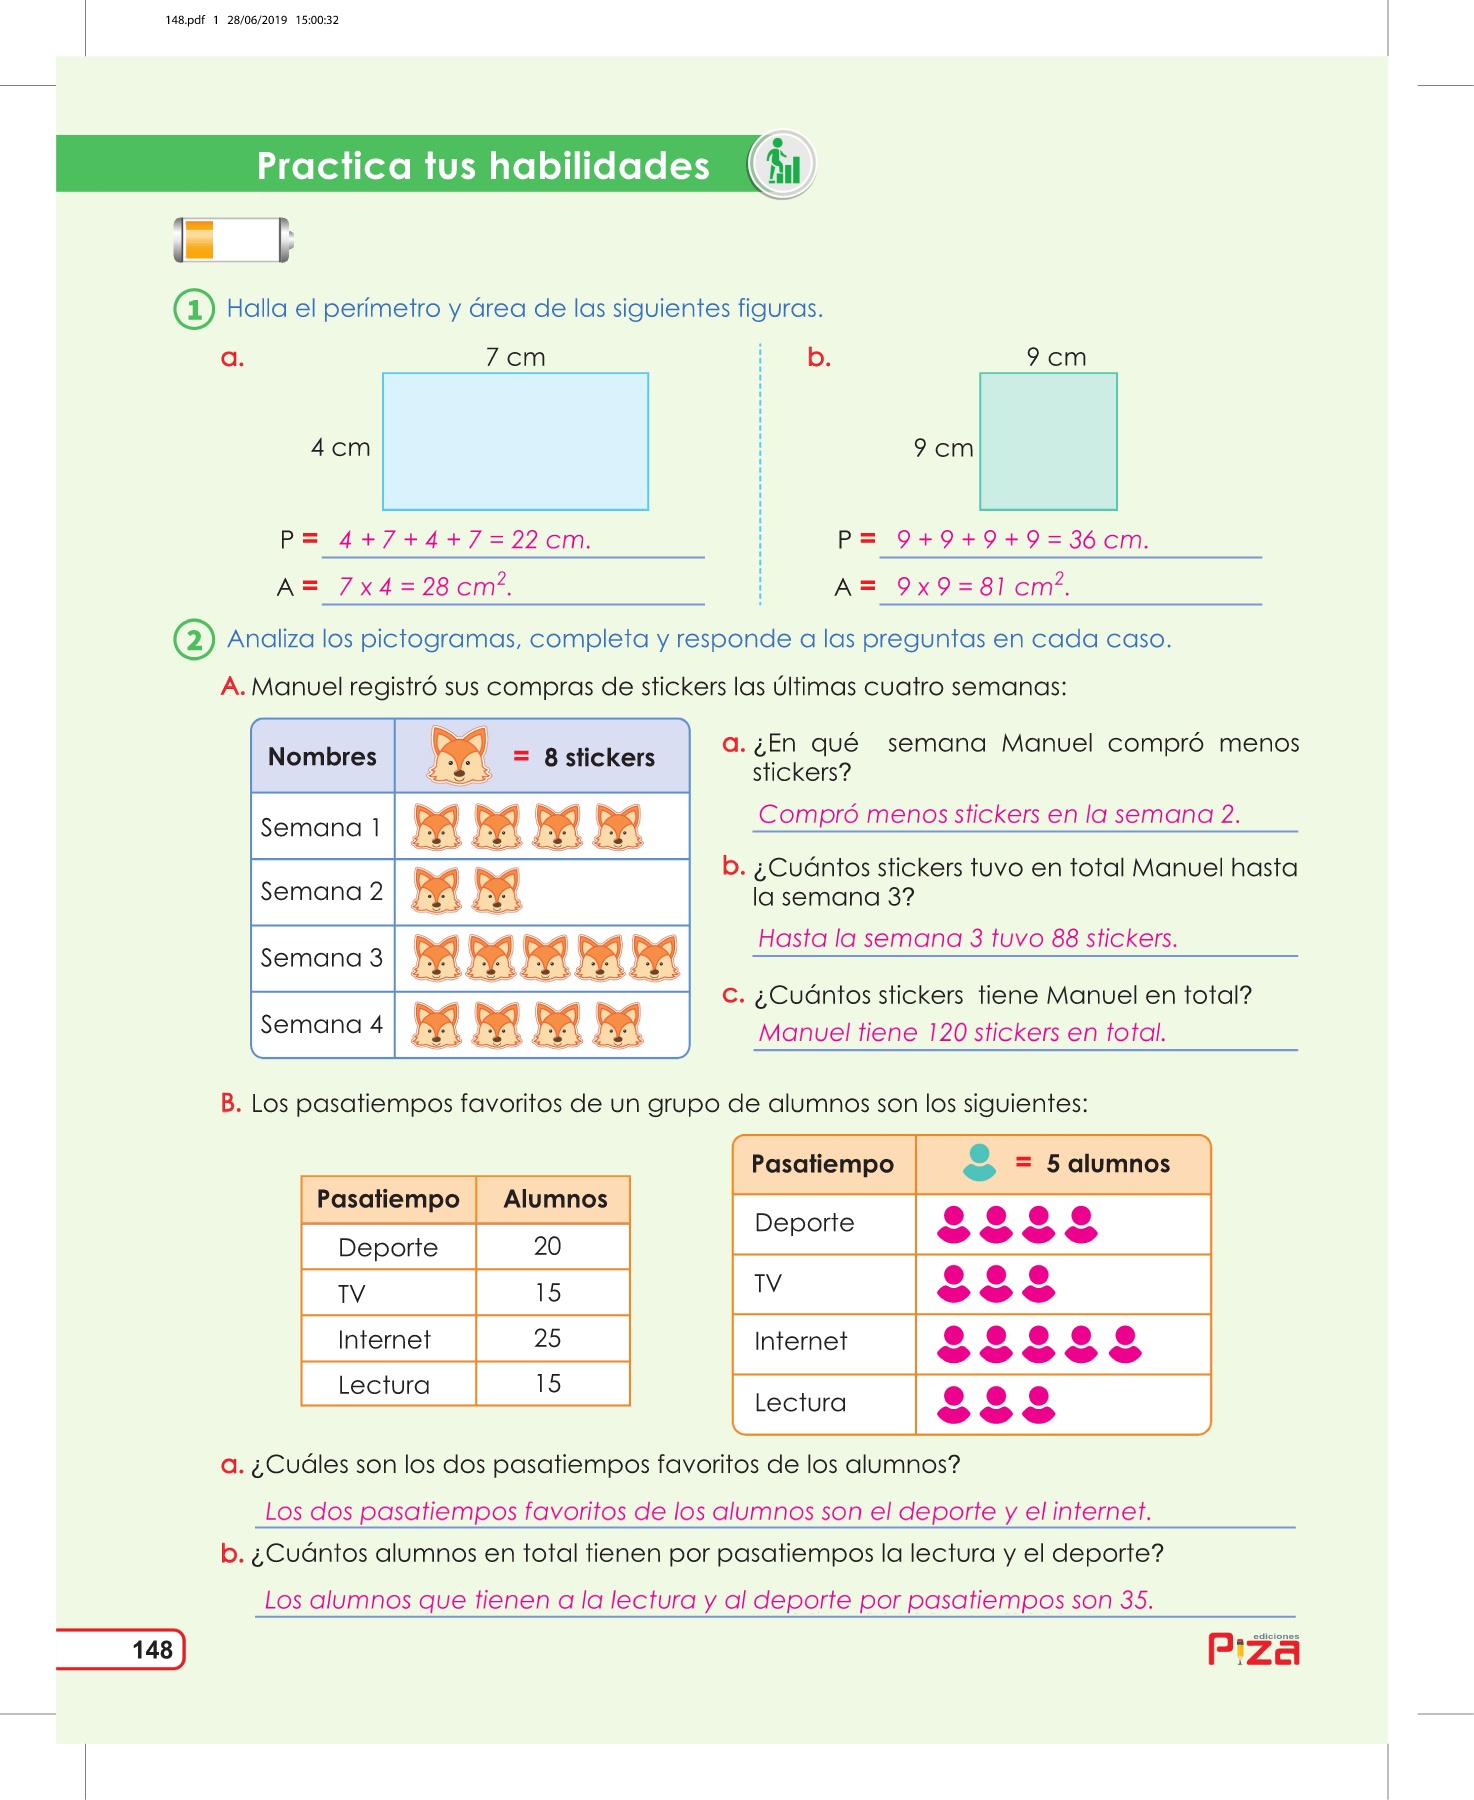 148.pdf 1 28/06/2019 15:00:32
Practica tus habilidades
1 Halla el perímetro y área de las siguientes figuras.
a.
7 cm
4 cm
P = 4 + 7 + 4 + 7 = 22 cm.
A = 7 x 4 = 28 cm².
b.
9 cm
9 cm
P = 9 + 9 + 9 + 9 = 36 cm.
A = 9 x 9 = 81 cm².
2 Analiza los pictogramas, completa y responde a las preguntas en cada caso.
A. Manuel registró sus compras de stickers las últimas cuatro semanas:
Nombres = 8 stickers
Semana 1
Semana 2
Semana 3
Semana 4
a. ¿En qué semana Manuel compró menos
stickers?
Compró menos stickers en la semana 2.
b. ¿Cuántos stickers tuvo en total Manuel hasta
la semana 3?
Hasta la semana 3 tuvo 88 stickers.
c. ¿Cuántos stickers tiene Manuel en total?
Manuel tiene 120 stickers en total.
B. Los pasatiempos favoritos de un grupo de alumnos son los siguientes:
Pasatiempo Alumnos
Deporte 20
TV 15
Internet 25
Lectura 15
Pasatiempo = 5 alumnos
Deporte
TV
Internet
Lectura
a. ¿Cuáles son los dos pasatiempos favoritos de los alumnos?
Los dos pasatiempos favoritos de los alumnos son el deporte y el internet.
b. ¿Cuántos alumnos en total tienen por pasatiempos la lectura y el deporte?
Los alumnos que tienen a la lectura y al deporte por pasatiempos son 35.
148
ediciones
Piza